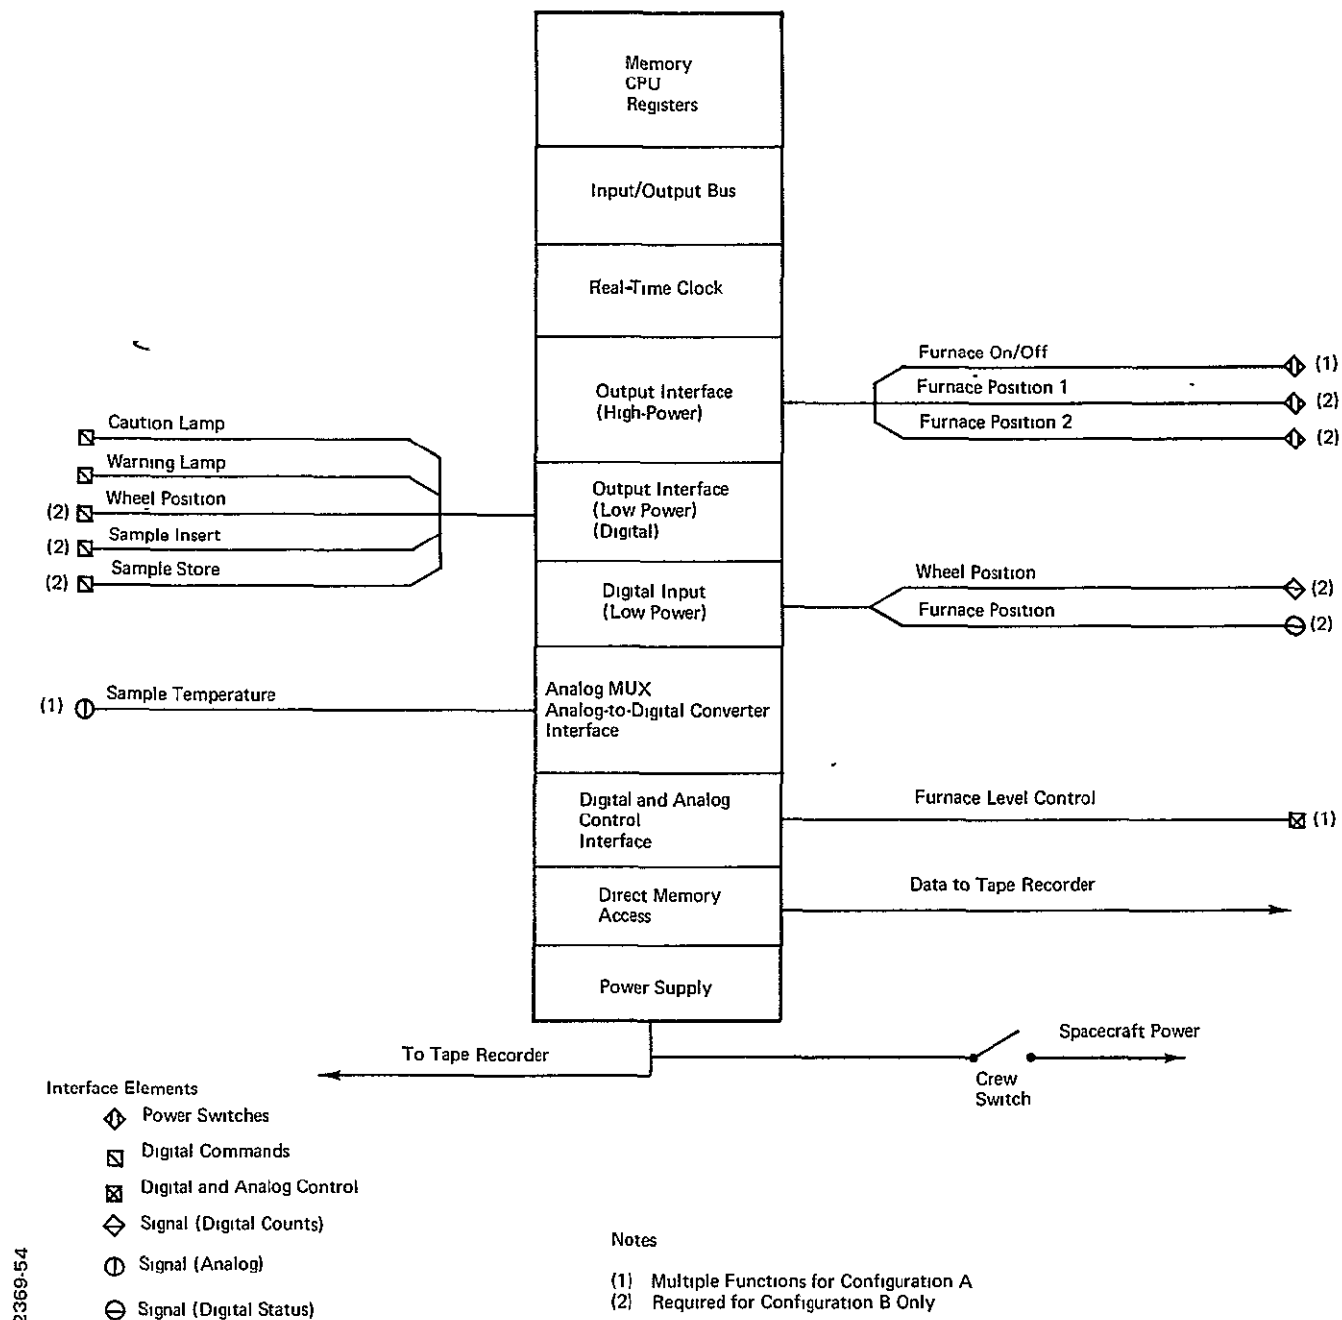 Memory
CPU
Registers
Input/Output Bus
Real-Time Clock
Output Interface
(High-Power)
Furnace On/Off
(1)
Furnace Position 1
(2)
Furnace Position 2
(2)
Caution Lamp
Warning Lamp
(2) Wheel Position
(2) Sample Insert
(2) Sample Store
Output Interface
(Low Power)
(Digital)
Digital Input
(Low Power)
Wheel Position
(2)
Furnace Position
(2)
(1) Sample Temperature
Analog MUX
Analog-to-Digital Converter
Interface
Digital and Analog
Control
Interface
Furnace Level Control
(1)
Direct Memory
Access
Data to Tape Recorder
Power Supply
To Tape Recorder
Spacecraft Power
Crew
Switch
Interface Elements
Power Switches
Digital Commands
Digital and Analog Control
Signal (Digital Counts)
Signal (Analog)
Signal (Digital Status)
Notes
(1) Multiple Functions for Configuration A
(2) Required for Configuration B Only
2369-54